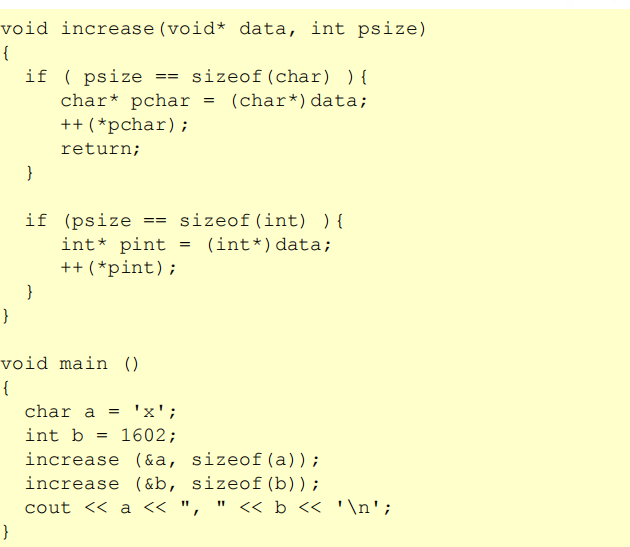 void increase(void* data, int psize)
{
  if ( psize == sizeof(char) ){
     char* pchar = (char*)data;
     ++(*pchar);
     return;
  }

  if (psize == sizeof(int) ){
     int* pint = (int*)data;
     ++(*pint);
  }
}

void main ()
{
  char a = 'x';
  int b = 1602;
  increase (&a, sizeof(a));
  increase (&b, sizeof(b));
  cout << a << ", " << b << '\n';
}